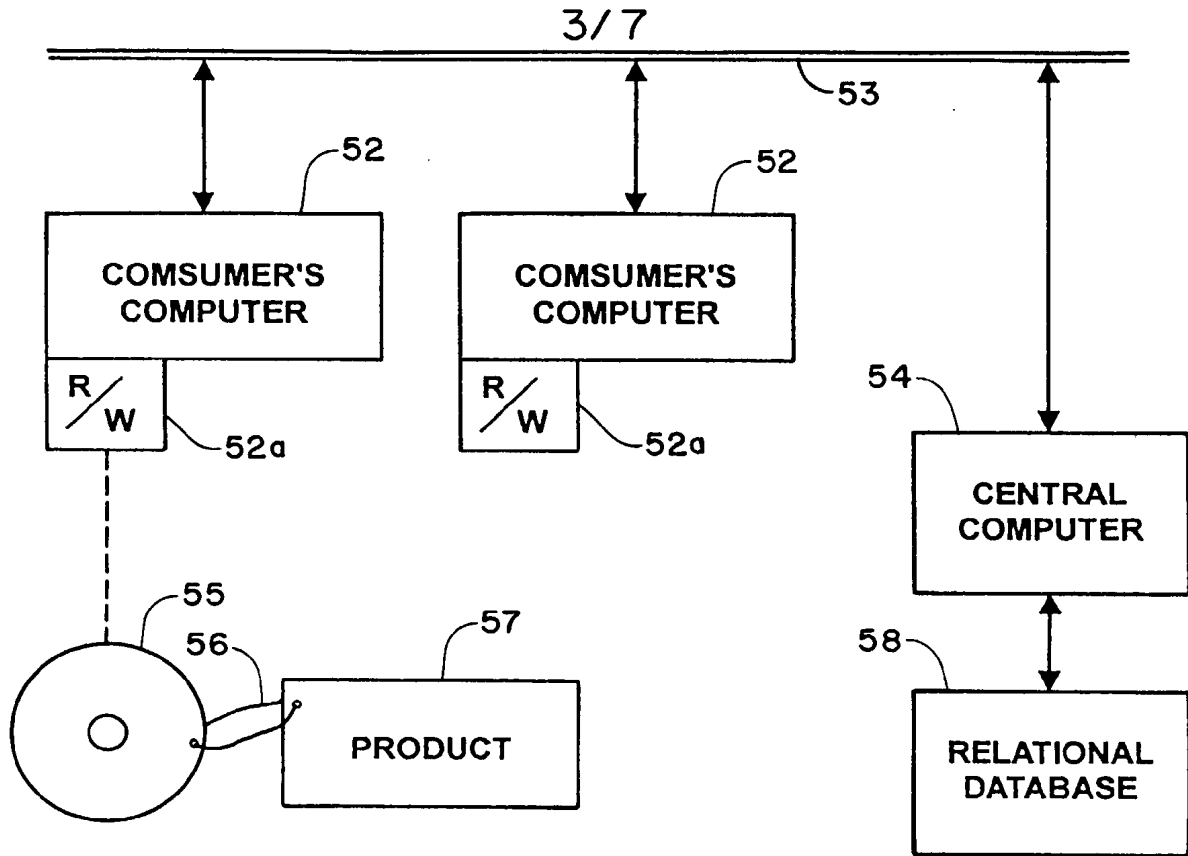 3/7
53
52
52
COMSUMER'S
COMPUTER
COMSUMER'S
COMPUTER
R/W
52a
R/W
52a
54
CENTRAL
COMPUTER
55
56
57
PRODUCT
58
RELATIONAL
DATABASE